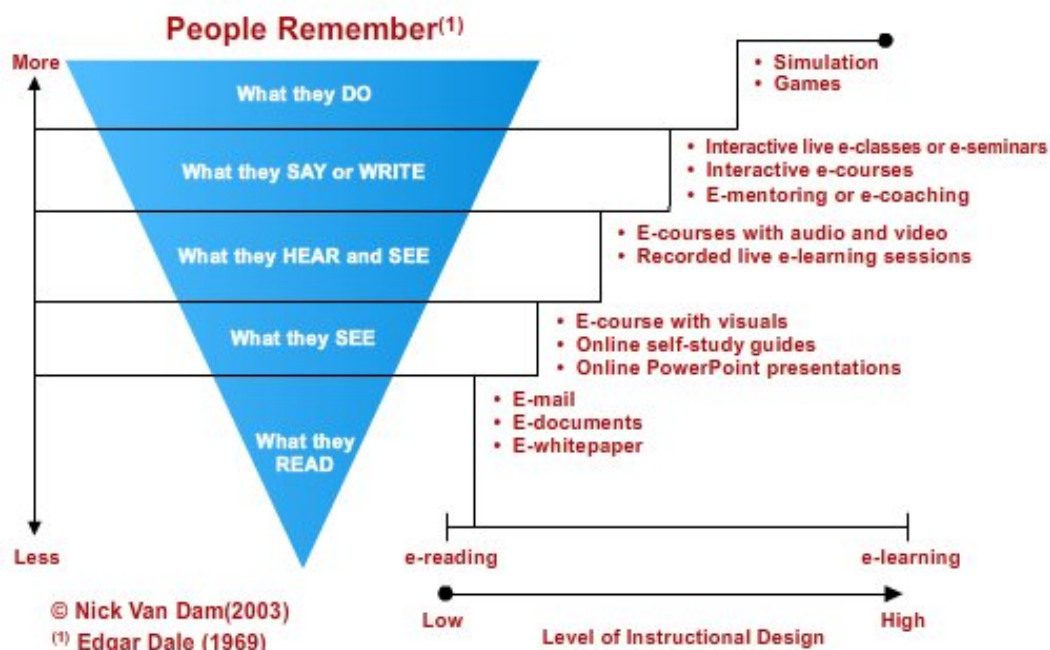 People Remember(1)
More
What they DO
• Simulation
• Games
What they SAY or WRITE
• Interactive live e-classes or e-seminars
• Interactive e-courses
• E-mentoring or e-coaching
What they HEAR and SEE
• E-courses with audio and video
• Recorded live e-learning sessions
What they SEE
• E-course with visuals
• Online self-study guides
• Online PowerPoint presentations
What they
READ
• E-mail
• E-documents
• E-whitepaper
Less
e-reading
e-learning
Low
High
Level of Instructional Design
© Nick Van Dam(2003)
(1) Edgar Dale (1969)